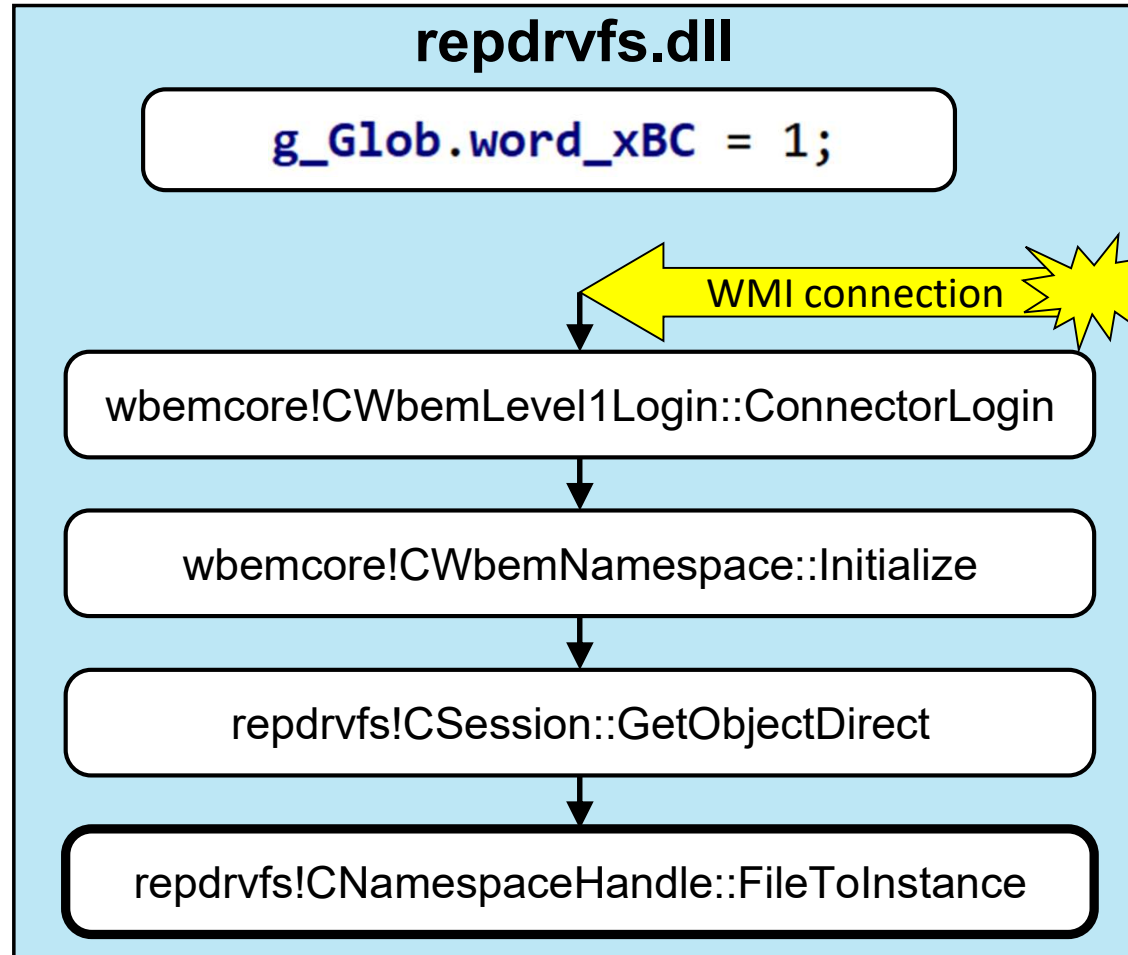 repdrvfs.dll
g_Glob.word_xBC = 1;
WMI connection
wbemcore!CWbemLevel1Login::ConnectorLogin
wbemcore!CWbemNamespace::Initialize
repdrvfs!CSession::GetObjectDirect
repdrvfs!CNamespaceHandle::FileToInstance